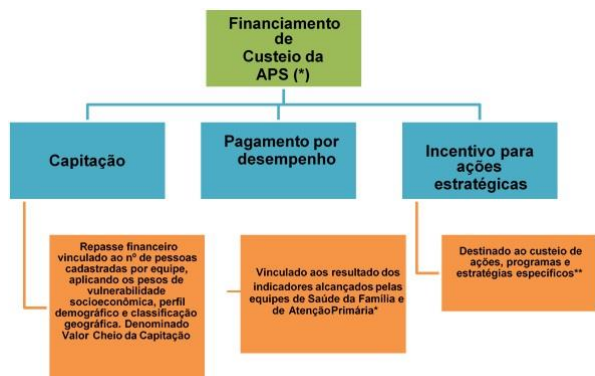 Financiamento
de
Custeio da
APS (*)
Capitação
Pagamento por
desempenho
Incentivo para
ações
estratégicas
Repasse financeiro
vinculado ao nº de pessoas
cadastradas por equipe,
aplicando os pesos de
vulnerabilidade
socioeconômica, perfil
demográfico e classificação
geográfica. Denominado
Valor Cheio da Capitação
Vinculado aos resultado dos
indicadores alcançados pelas
equipes de Saúde da Família e
de Atenção Primária*
Destinado ao custeio de
ações, programas e
estratégias especificos**